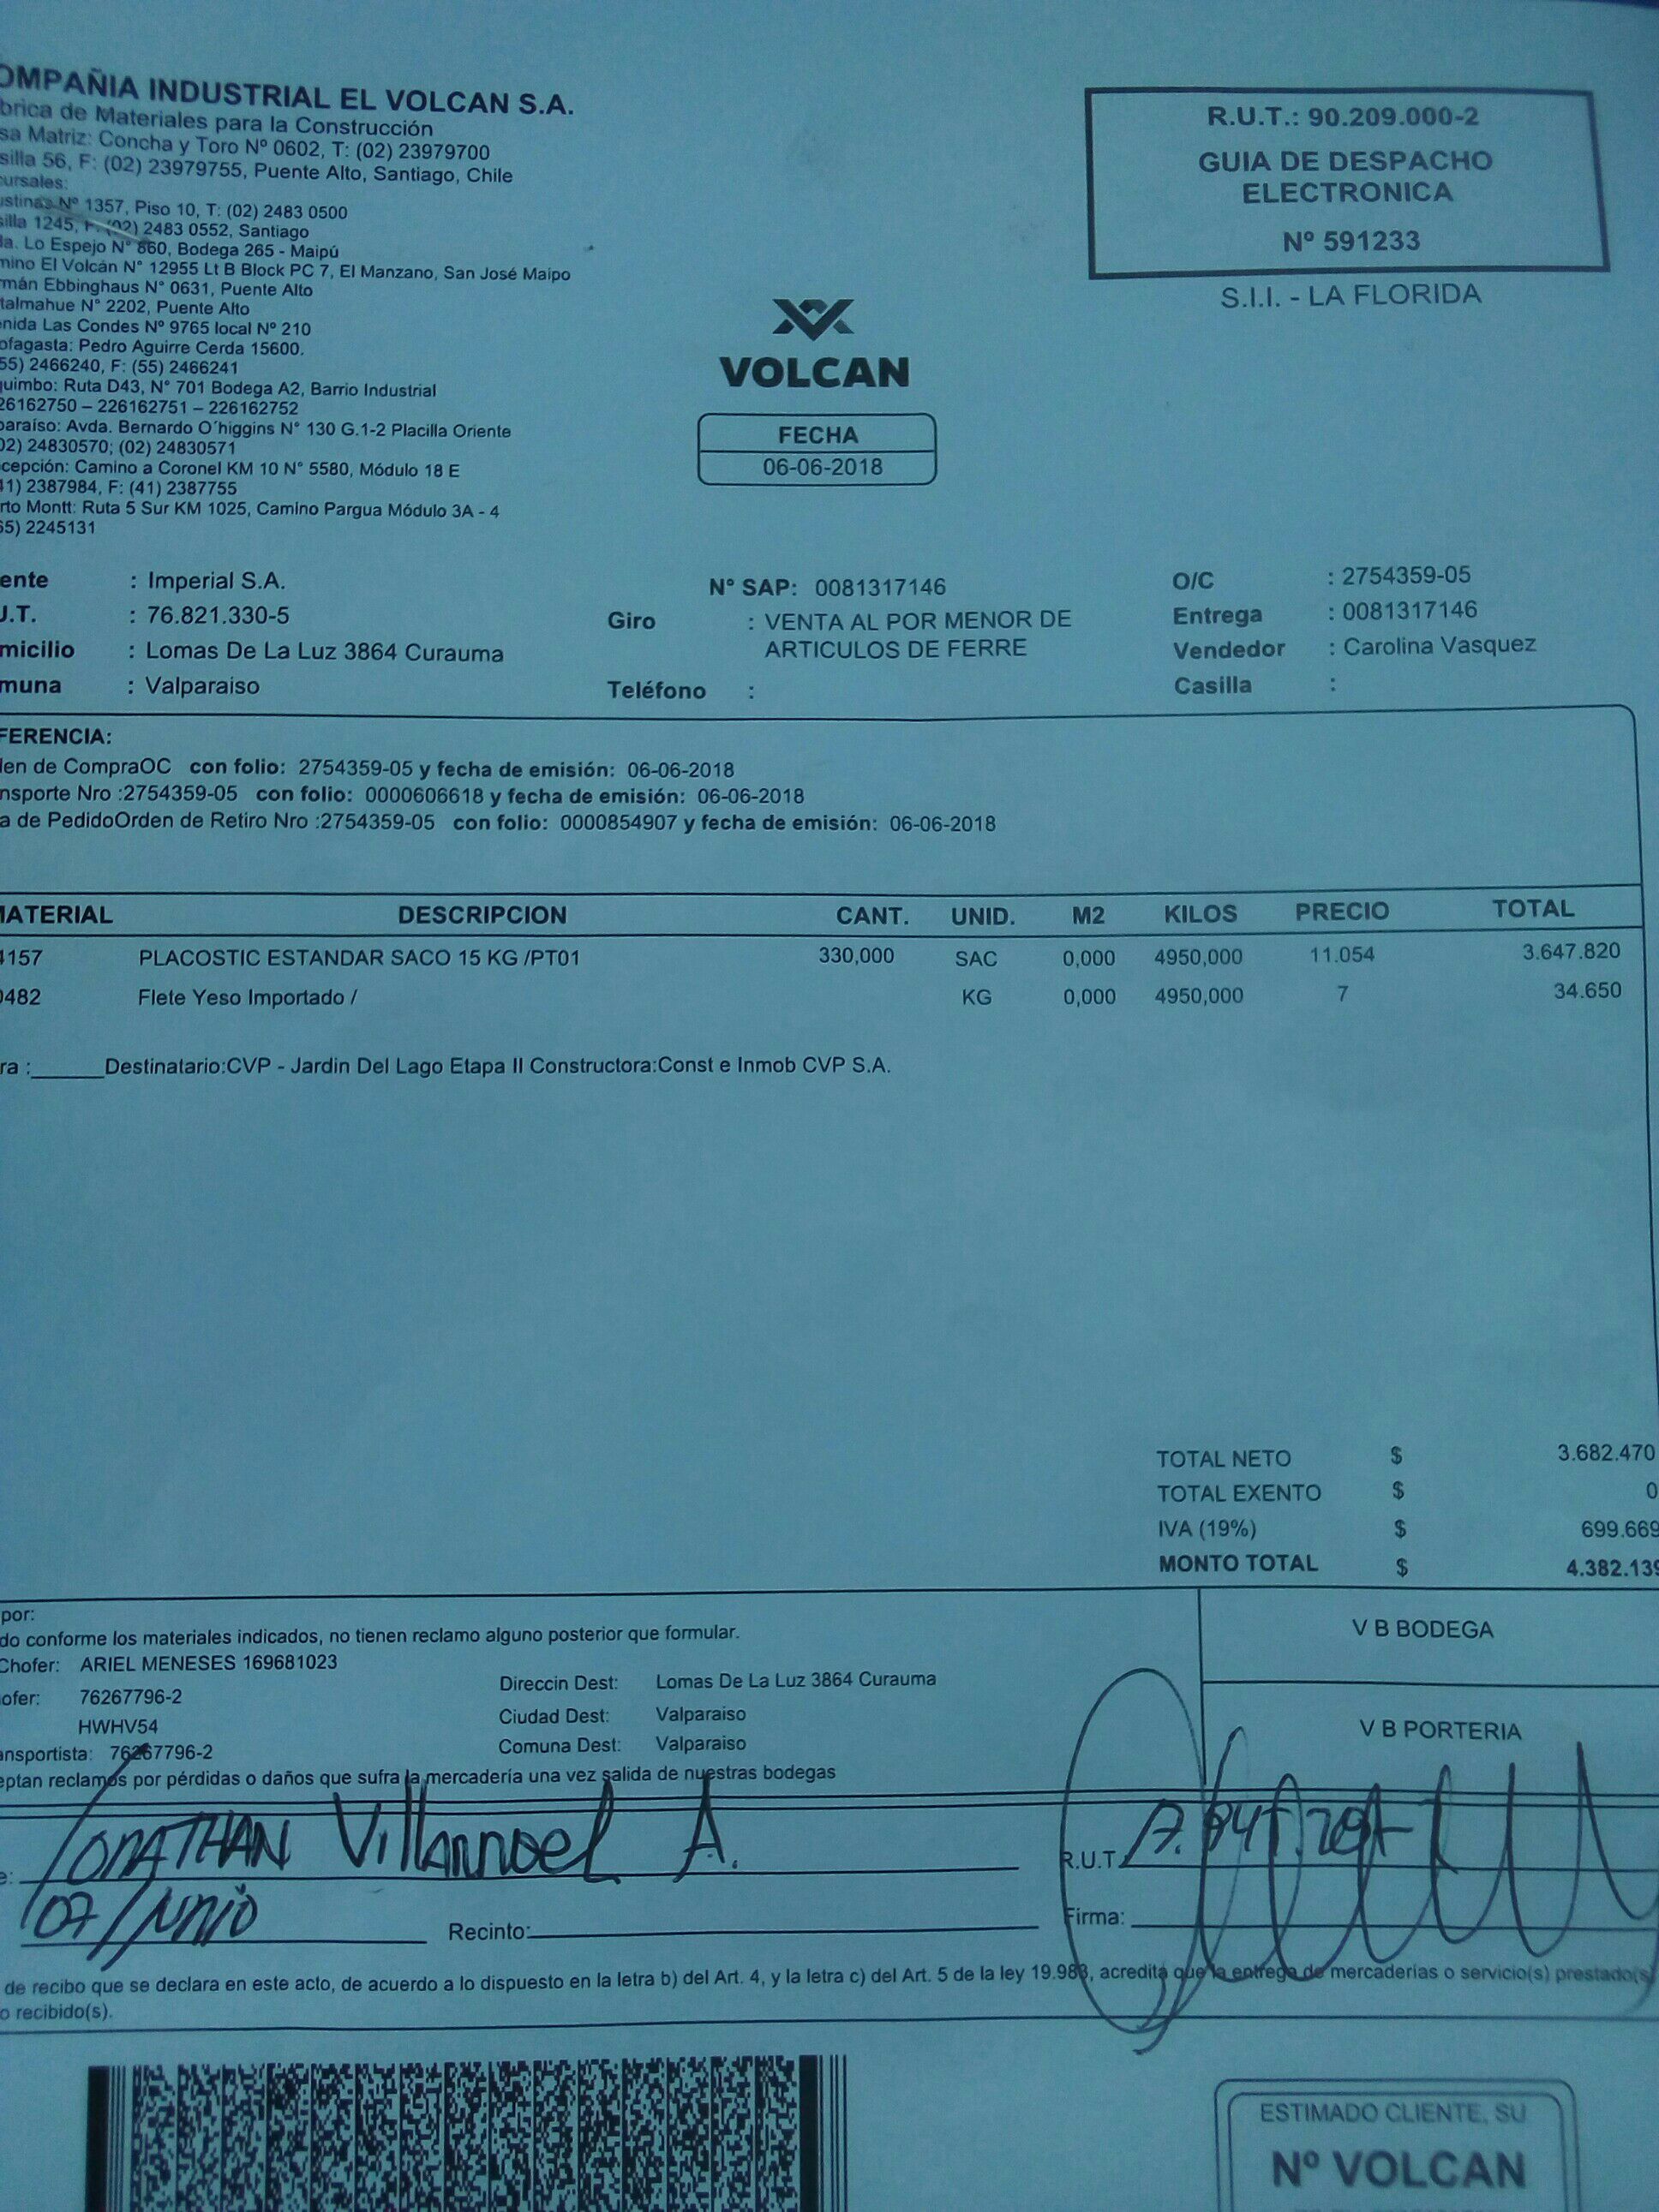 OMPAÑIA INDUSTRIAL EL VOLCAN S.A.
brica de Materiales para la Construcción
sa Matriz: Concha y Toro Nº 0602, T: (02) 23979700
silla 56, F: (02) 23979755, Puente Alto, Santiago, Chile
ursales:
ustinas Nº 1357, Piso 10, T: (02) 2483 0500
silla 1245, F: (02) 2483 0552, Santiago
da. Lo Espejo N° 860, Bodega 265 - Maipú
mino El Volcán N° 12955 Lt B Block PC 7, El Manzano, San José Maipo
rmán Ebbinghaus N° 0631, Puente Alto
talmahue N° 2202, Puente Alto
enida Las Condes Nº 9765 local Nº 210
ofagasta: Pedro Aguirre Cerda 15600.
55) 2466240, F: (55) 2466241
quimbo: Ruta D43, N° 701 Bodega A2, Barrio Industrial
26162750 – 226162751 – 226162752
paraíso: Avda. Bernardo O´higgins N° 130 G.1-2 Placilla Oriente
02) 24830570; (02) 24830571
cepción: Camino a Coronel KM 10 N° 5580, Módulo 18 E
41) 2387984, F: (41) 2387755
rto Montt: Ruta 5 Sur KM 1025, Camino Pargua Módulo 3A - 4
65) 2245131
R.U.T.: 90.209.000-2
GUIA DE DESPACHO
ELECTRONICA
Nº 591233
S.I.I. - LA FLORIDA
VOLCAN
FECHA
06-06-2018
ente : Imperial S.A.
U.T. : 76.821.330-5
micilio : Lomas De La Luz 3864 Curauma
muna : Valparaiso
N° SAP: 0081317146
Giro : VENTA AL POR MENOR DE
ARTICULOS DE FERRE
Teléfono :
O/C : 2754359-05
Entrega : 0081317146
Vendedor : Carolina Vasquez
Casilla :
FERENCIA:
den de CompraOC con folio: 2754359-05 y fecha de emisión: 06-06-2018
nsporte Nro :2754359-05 con folio: 0000606618 y fecha de emisión: 06-06-2018
a de PedidoOrden de Retiro Nro :2754359-05 con folio: 0000854907 y fecha de emisión: 06-06-2018
MATERIAL DESCRIPCION CANT. UNID. M2 KILOS PRECIO TOTAL
4157 PLACOSTIC ESTANDAR SACO 15 KG /PT01 330,000 SAC 0,000 4950,000 11.054 3.647.820
0482 Flete Yeso Importado / KG 0,000 4950,000 7 34.650
ra :______Destinatario:CVP - Jardin Del Lago Etapa II Constructora:Const e Inmob CVP S.A.
TOTAL NETO $ 3.682.470
TOTAL EXENTO $ 0
IVA (19%) $ 699.669
MONTO TOTAL $ 4.382.139
por:
do conforme los materiales indicados, no tienen reclamo alguno posterior que formular.
Chofer: ARIEL MENESES 169681023
ofer: 76267796-2
HWHV54
ansportista: 76267796-2
Direccin Dest: Lomas De La Luz 3864 Curauma
Ciudad Dest: Valparaiso
Comuna Dest: Valparaiso
V B BODEGA
V B PORTERIA
eptan reclamos por pérdidas o daños que sufra la mercadería una vez salida de nuestras bodegas
e: JONATHAN Villarroel A.
R.U.T.
07/JUNIO
Recinto:
Firma:
de recibo que se declara en este acto, de acuerdo a lo dispuesto en la letra b) del Art. 4, y la letra c) del Art. 5 de la ley 19.983, acredita que la entrega de mercaderías o servicio(s) prestado(s)
o recibido(s).
ESTIMADO CLIENTE, SU
Nº VOLCAN